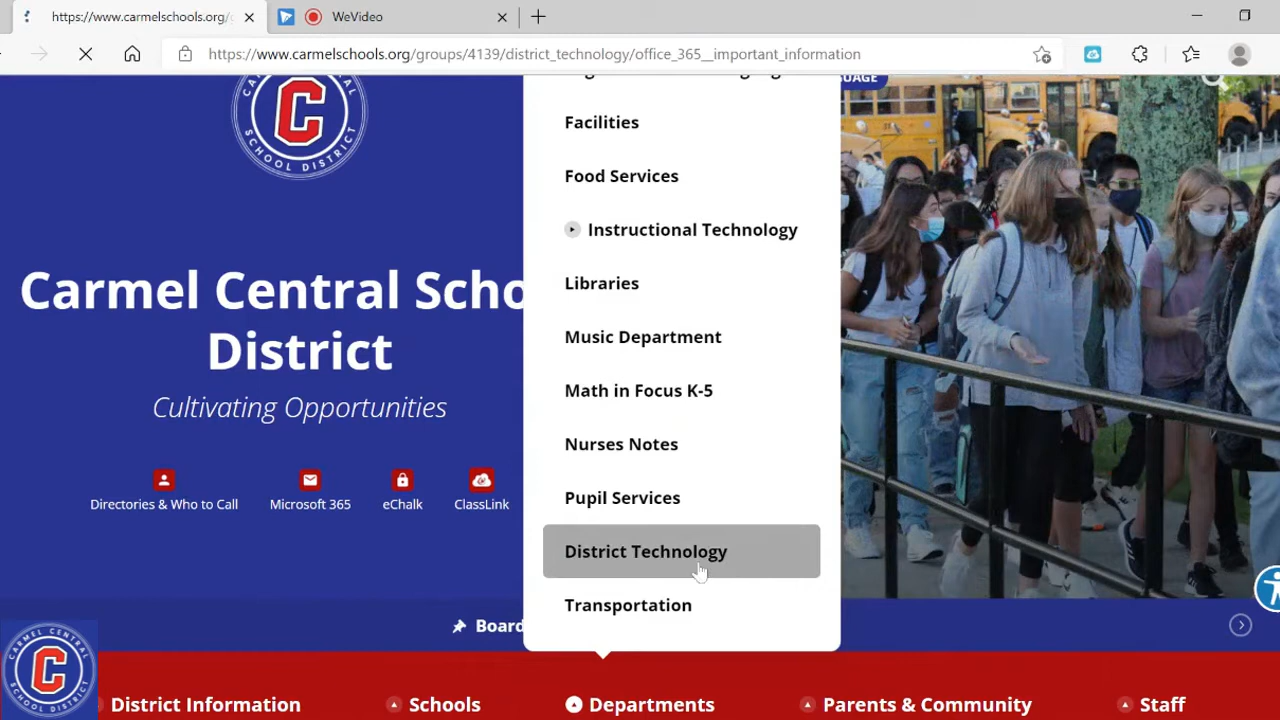 https://www.carmelschools.org/
WeVideo
https://www.carmelschools.org/groups/4139/district_technology/office_365__important_information
C
SCHOOL DISTRICT
Carmel Central Scho
District
Cultivating Opportunities
Directories & Who to Call
Microsoft 365
eChalk
ClassLink
Facilities
Food Services
Instructional Technology
Libraries
Music Department
Math in Focus K-5
Nurses Notes
Pupil Services
District Technology
Transportation
Board
CARMEL CENTRAL
C
SCHOOL DISTRICT
District Information
Schools
Departments
Parents & Community
Staff